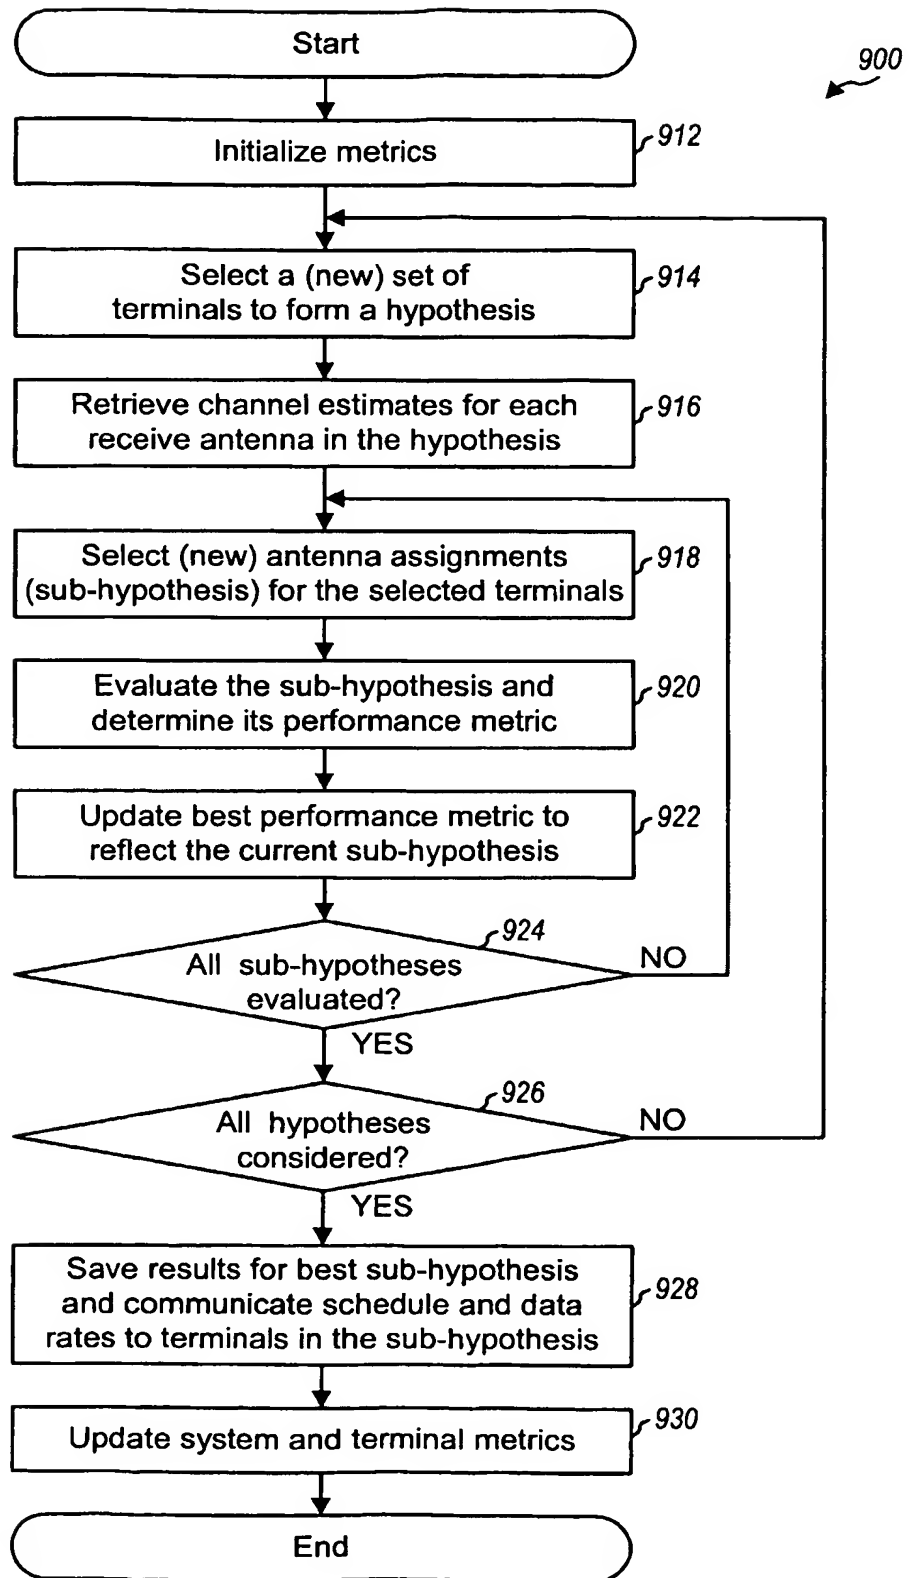 Start
900
Initialize metrics
912
Select a (new) set of
terminals to form a hypothesis
914
Retrieve channel estimates for each
receive antenna in the hypothesis
916
Select (new) antenna assignments
(sub-hypothesis) for the selected terminals
918
Evaluate the sub-hypothesis and
determine its performance metric
920
Update best performance metric to
reflect the current sub-hypothesis
922
924
All sub-hypotheses
evaluated?
NO
YES
926
All hypotheses
considered?
NO
YES
Save results for best sub-hypothesis
and communicate schedule and data
rates to terminals in the sub-hypothesis
928
Update system and terminal metrics
930
End